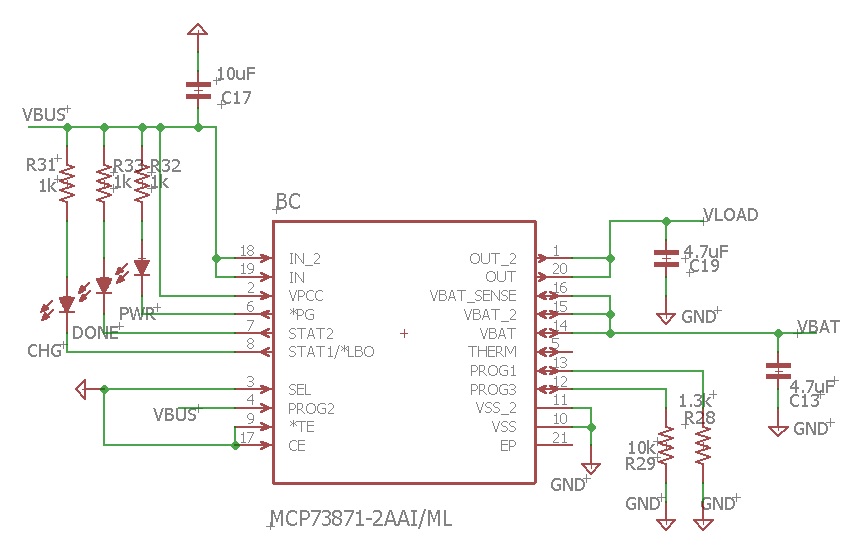 10uF
C17
VBUS
R31
1k
R33
1k
R32
1k
BC
18 IN_2
19 IN
2 VPCC
6 *PG
7 STAT2
8 STAT1/*LBO
3 SEL
4 PROG2
9 *TE
17 CE
OUT_2 1
OUT 20
VBAT_SENSE 16
VBAT_2 15
VBAT 14
THERM 5
PROG1 13
PROG3 12
VSS_2 11
VSS 10
EP 21
PWR
DONE
CHG
VBUS
VLOAD
4.7uF
C19
GND
VBAT
4.7uF
C13
GND
1.3k
R28
10k
R29
GND
GND
GND
MCP73871-2AAI/ML